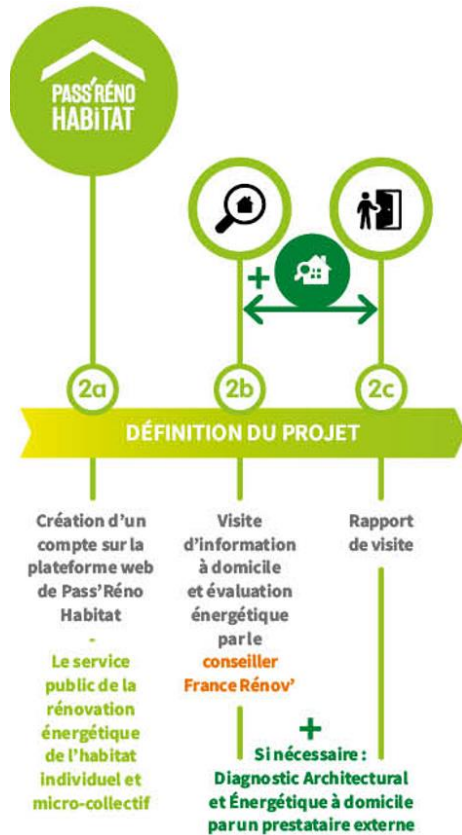 PASS'RÉNO
HABiTAT
+
2a
2b
2c
DÉFINITION DU PROJET
Création d'un
compte sur la
plateforme web
de Pass'Réno
Habitat
-
Le service
public de la
rénovation
énergétique
de l'habitat
individuel et
micro-collectif
Visite
d'information
à domicile
et évaluation
énergétique
par le
conseiller
France Rénov'
Rapport
de visite
+
Si nécessaire :
Diagnostic Architectural
et Énergétique à domicile
par un prestataire externe